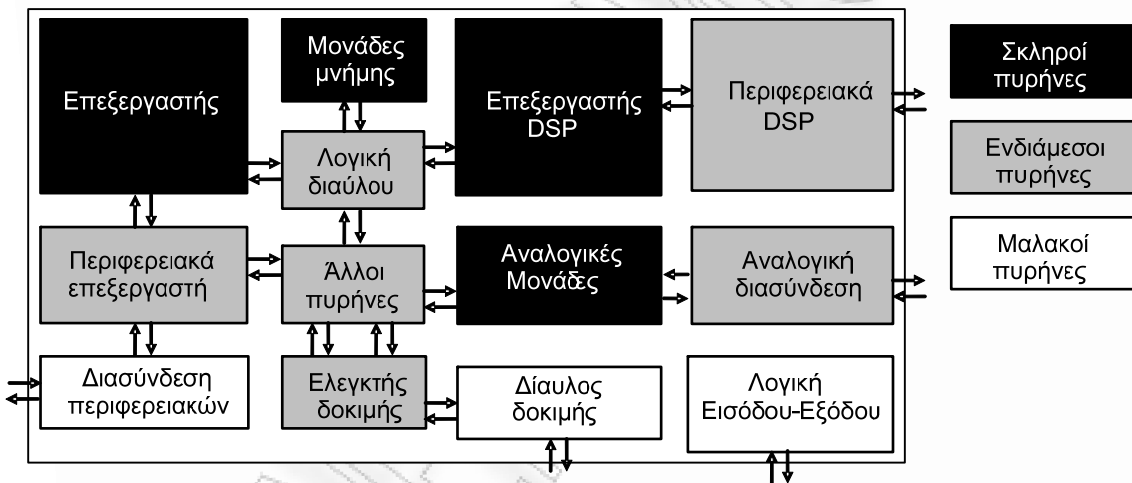 Επεξεργαστής
Μονάδες
μνήμης
Επεξεργαστής
DSP
Περιφερειακά
DSP
Σκληροί
πυρήνες
Λογική
διαύλου
Ενδιάμεσοι
πυρήνες
Περιφερειακά
επεξεργαστή
Άλλοι
πυρήνες
Αναλογικές
Μονάδες
Αναλογική
διασύνδεση
Μαλακοί
πυρήνες
Διασύνδεση
περιφερειακών
Ελεγκτής
δοκιμής
Δίαυλος
δοκιμής
Λογική
Εισόδου-Εξόδου